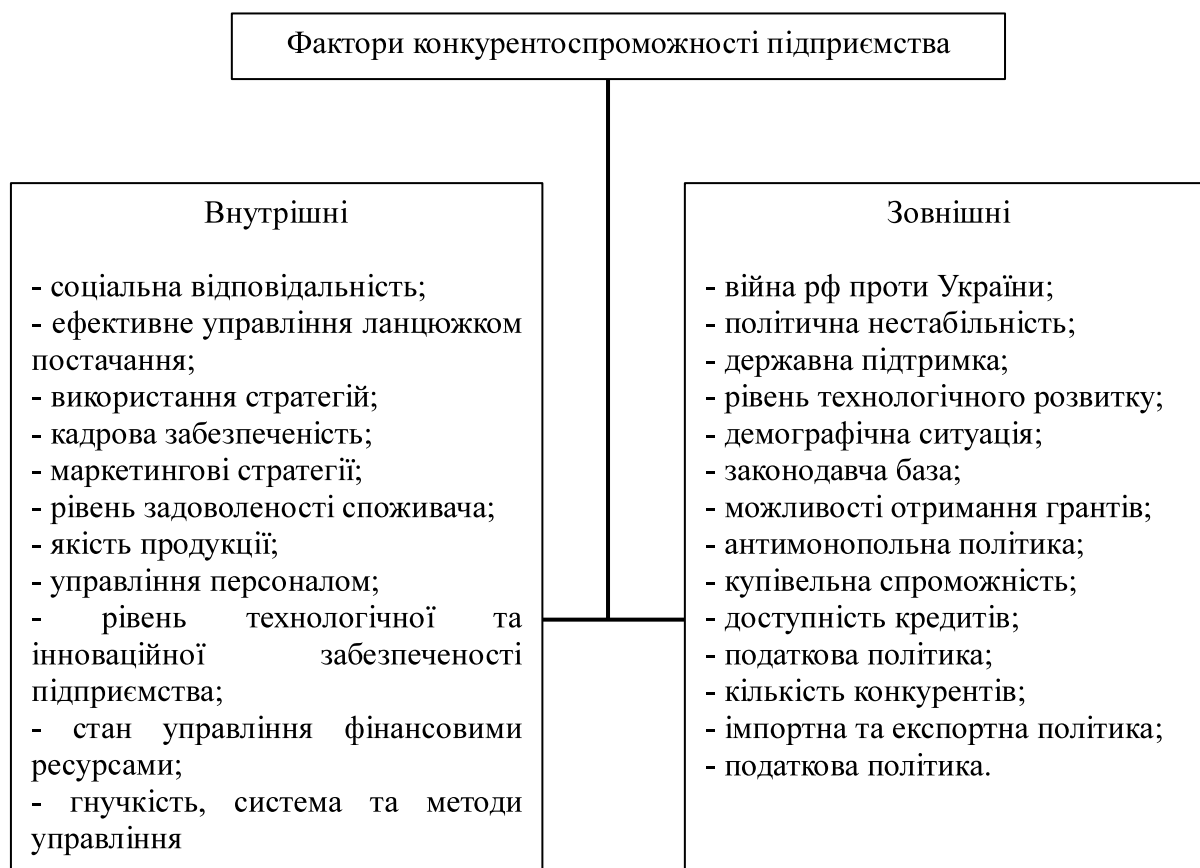 Фактори конкурентоспроможності підприємства
Внутрішні
- соціальна відповідальність;
- ефективне управління ланцюжком
постачання;
- використання стратегій;
- кадрова забезпеченість;
- маркетингові стратегії;
- рівень задоволеності споживача;
- якість продукції;
- управління персоналом;
- рівень технологічної та
інноваційної забезпеченості
підприємства;
- стан управління фінансовими
ресурсами;
- гнучкість, система та методи
управління
Зовнішні
- війна рф проти України;
- політична нестабільність;
- державна підтримка;
- рівень технологічного розвитку;
- демографічна ситуація;
- законодавча база;
- можливості отримання грантів;
- антимонопольна політика;
- купівельна спроможність;
- доступність кредитів;
- податкова політика;
- кількість конкурентів;
- імпортна та експортна політика;
- податкова політика.